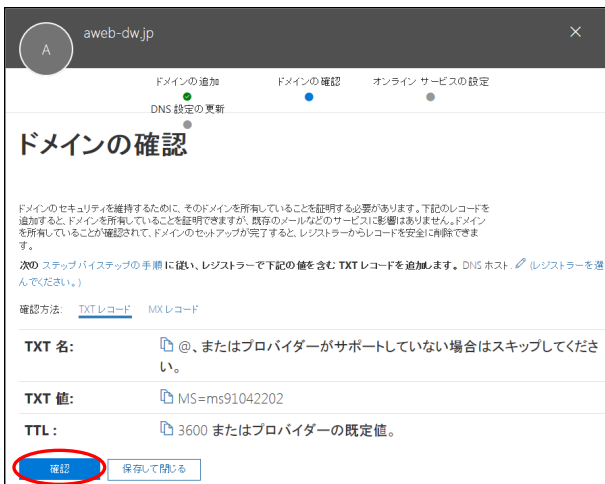 A
aweb-dw.jp
ドメインの追加
ドメインの確認
オンライン サービスの設定
DNS 設定の更新
ドメインの確認
ドメインのセキュリティを維持するために、そのドメインを所有していることを証明する必要があります。下記のレコードを
追加すると、ドメインを所有していることを証明できますが、既存のメールなどのサービスに影響はありません。ドメイン
を所有していることが確認されて、ドメインのセットアップが完了すると、レジストラーからレコードを安全に削除できま
す。
次の ステップバイステップの手順 に従い、レジストラーで下記の値を含む TXT レコードを追加します。DNS ホスト: (レジストラーを選
んでください。)
確認方法: TXT レコード MX レコード
TXT 名: @、またはプロバイダーがサポートしていない場合はスキップしてくださ
い。
TXT 値: MS=ms91042202
TTL : 3600 またはプロバイダーの既定値。
確認 保存して閉じる